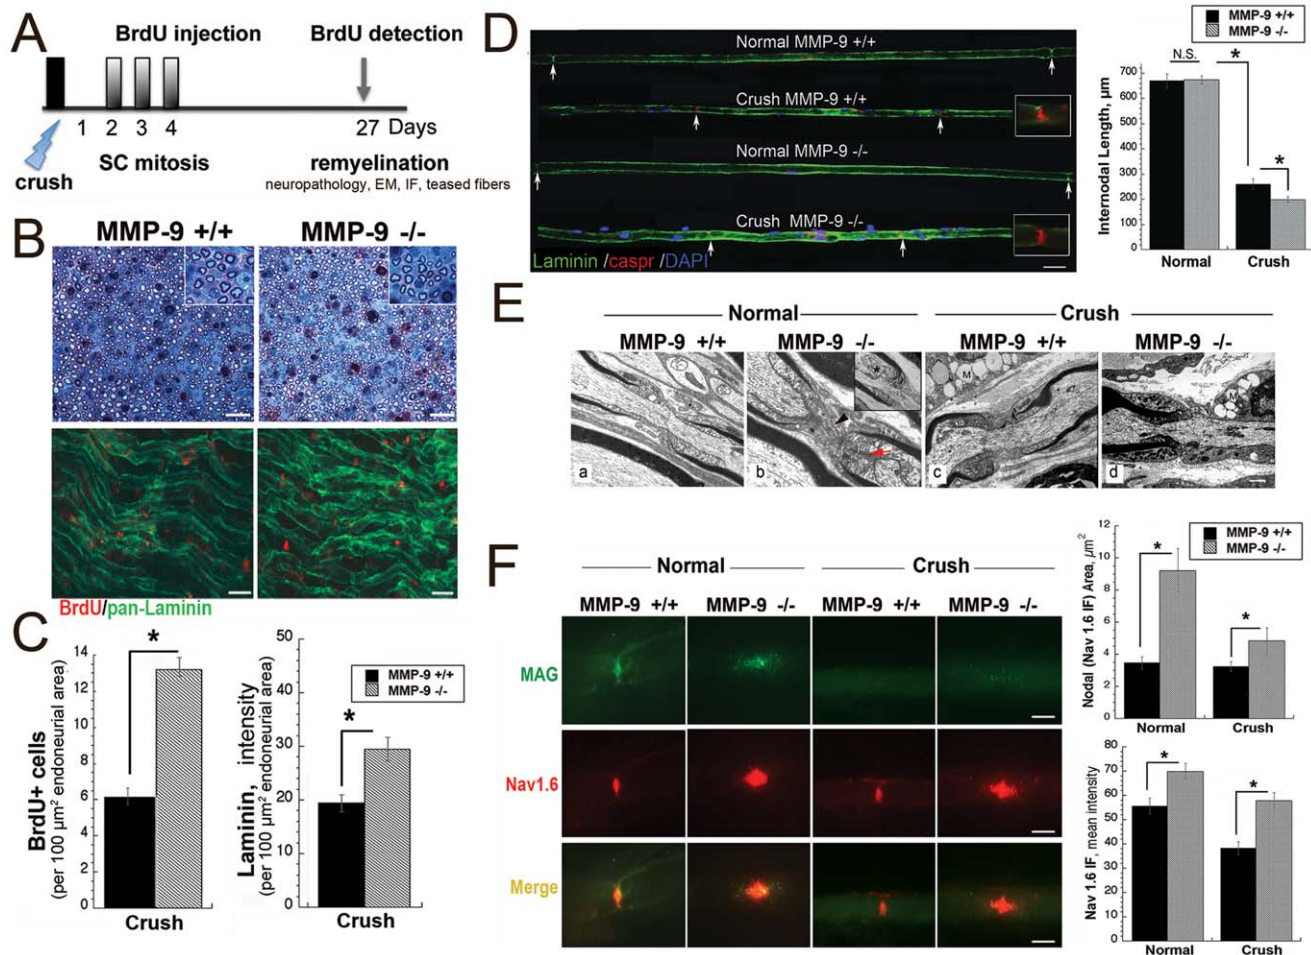 A
BrdU injection
BrdU detection
1 2 3 4 27 Days
crush
SC mitosis
remyelination
neuropathology, EM, IF, teased fibers
B
MMP-9 +/+
MMP-9 -/-
BrdU/pan-Laminin
C
BrdU+ cells
(per 100 µm² endoneurial area)
14
12
10
8
6
4
2
0
*
Crush
Laminin, intensity
(per 100 µm² endoneurial area)
50
40
30
20
10
0
*
MMP-9 +/+
MMP-9 -/-
Crush
D
Normal MMP-9 +/+
Crush MMP-9 +/+
Normal MMP-9 -/-
Crush MMP-9 -/-
Laminin /caspr /DAPI
MMP-9 +/+
MMP-9 -/-
Internodal Length, µm
700
600
500
400
300
200
100
0
N.S.
*
*
Normal
Crush
E
Normal
Crush
MMP-9 +/+
MMP-9 -/-
MMP-9 +/+
MMP-9 -/-
*
M
M
a
b
c
d
F
Normal
Crush
MMP-9 +/+
MMP-9 -/-
MMP-9 +/+
MMP-9 -/-
MAG
Nav1.6
Merge
Nodal (Nav 1.6 IF) Area, µm²
12
10
8
6
4
2
0
*
*
MMP-9 +/+
MMP-9 -/-
Normal
Crush
Nav 1.6 IF, mean intensity
80
70
60
50
40
30
20
10
0
*
*
Normal
Crush